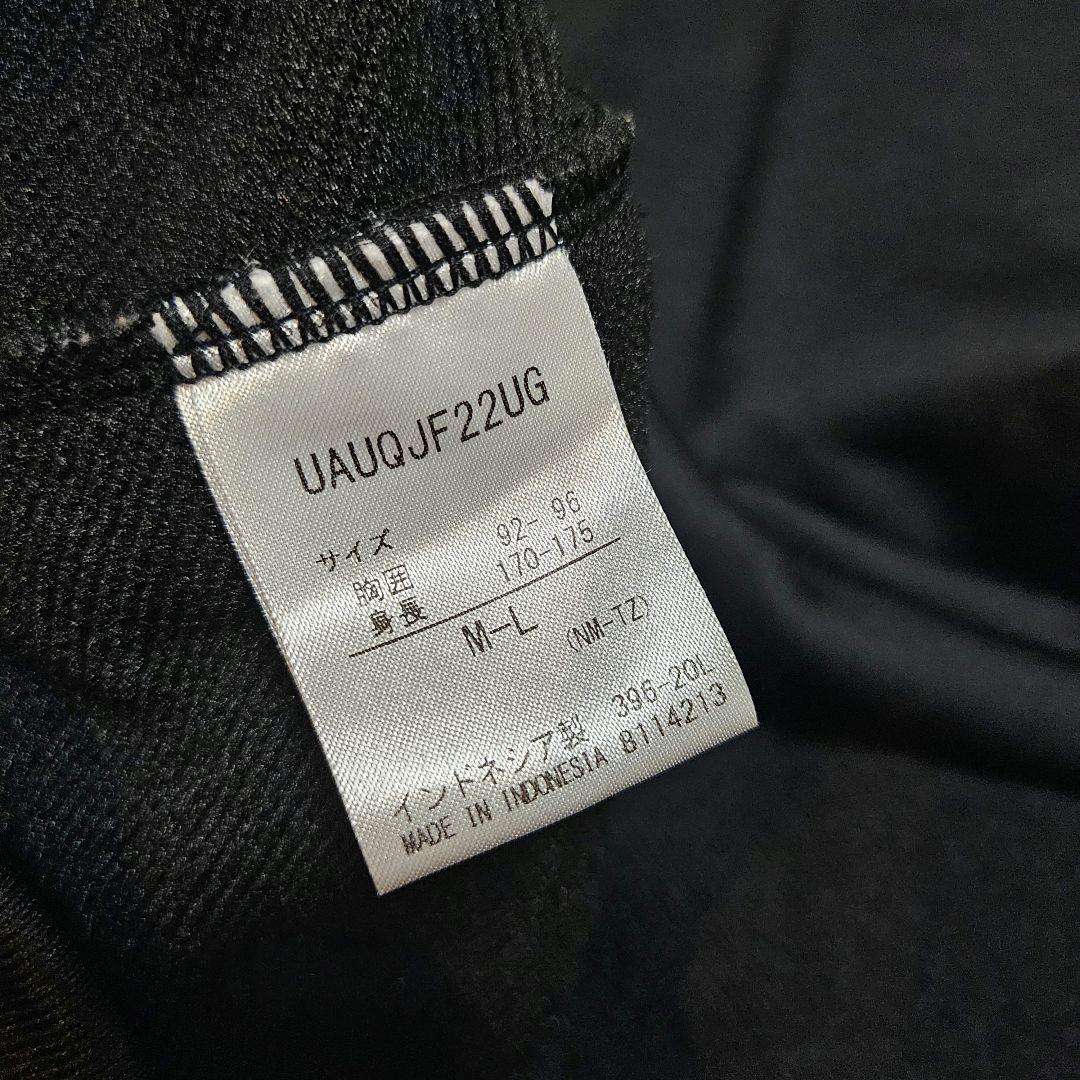 UAUQJF22UG
サイズ
胸囲 92- 96
身長 170-175
M-L (NM-TZ)
396-20L
インドネシア製
MADE IN INDONESIA 8114213